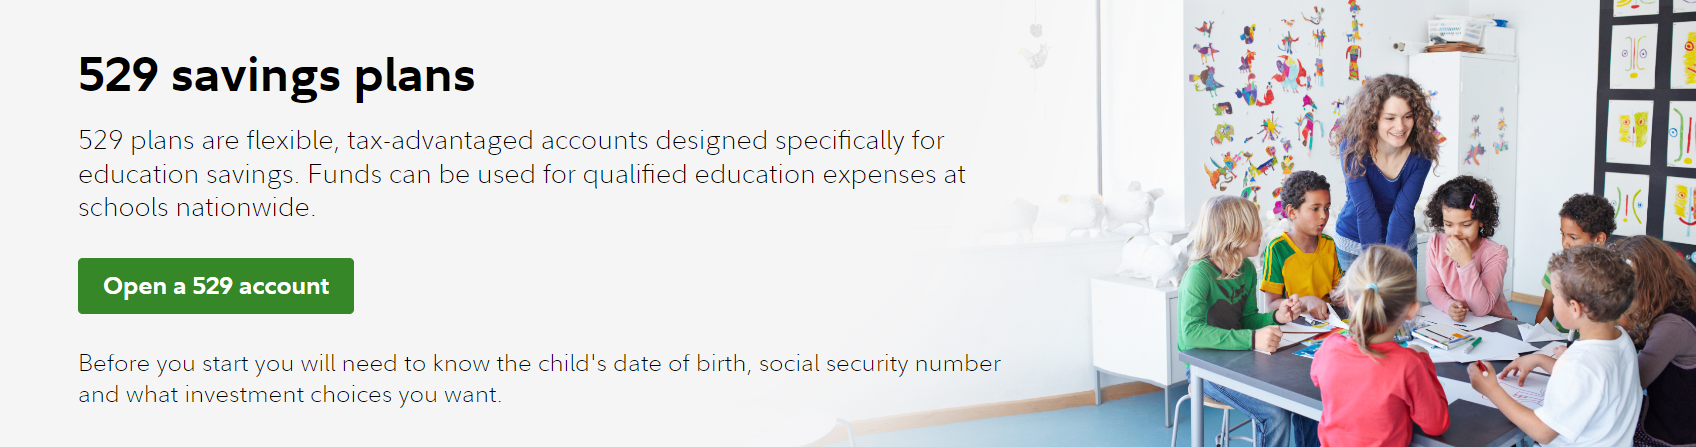 529 savings plans
529 plans are flexible, tax-advantaged accounts designed specifically for
education savings. Funds can be used for qualified education expenses at
schools nationwide.
Open a 529 account
Before you start you will need to know the child's date of birth, social security number
and what investment choices you want.